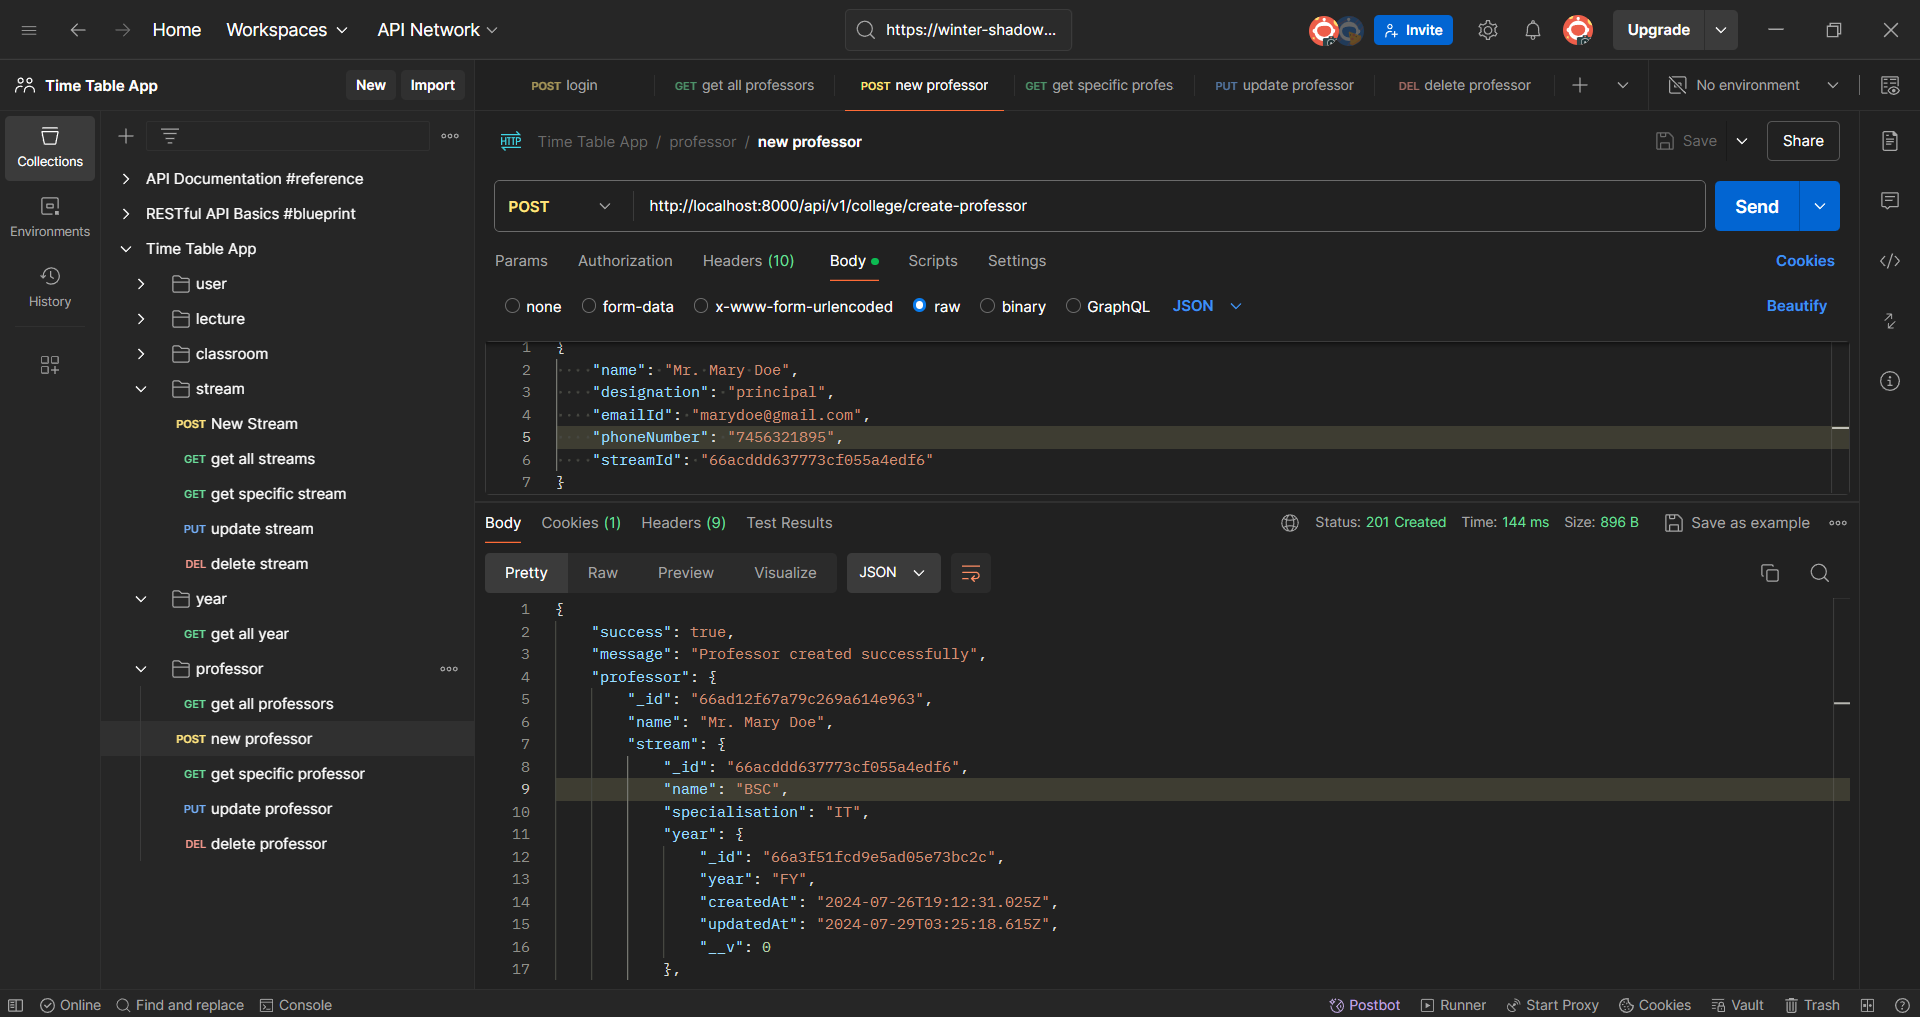 Home Workspaces API Network https://winter-shadow... Invite Upgrade
Time Table App New Import
POST login GET get all professors POST new professor GET get specific profes PUT update professor DEL delete professor No environment
Collections
Environments
History
API Documentation #reference
RESTful API Basics #blueprint
Time Table App
user
lecture
classroom
stream
POST New Stream
GET get all streams
GET get specific stream
PUT update stream
DEL delete stream
year
GET get all year
professor
GET get all professors
POST new professor
GET get specific professor
PUT update professor
DEL delete professor
HTTP Time Table App / professor / new professor Save Share
POST http://localhost:8000/api/v1/college/create-professor Send
Params Authorization Headers (10) Body Scripts Settings Cookies
none form-data x-www-form-urlencoded raw binary GraphQL JSON Beautify
1 {
2 "name": "Mr. Mary Doe",
3 "designation": "principal",
4 "emailId": "marydoe@gmail.com",
5 "phoneNumber": "7456321895",
6 "streamId": "66acddd637773cf055a4edf6"
7 }
Body Cookies (1) Headers (9) Test Results Status: 201 Created Time: 144 ms Size: 896 B Save as example
Pretty Raw Preview Visualize JSON
1 {
2 "success": true,
3 "message": "Professor created successfully",
4 "professor": {
5 "_id": "66ad12f67a79c269a614e963",
6 "name": "Mr. Mary Doe",
7 "stream": {
8 "_id": "66acddd637773cf055a4edf6",
9 "name": "BSC",
10 "specialisation": "IT",
11 "year": {
12 "_id": "66a3f51fcd9e5ad05e73bc2c",
13 "year": "FY",
14 "createdAt": "2024-07-26T19:12:31.025Z",
15 "updatedAt": "2024-07-29T03:25:18.615Z",
16 "__v": 0
17 },
Online Find and replace Console Postbot Runner Start Proxy Cookies Vault Trash